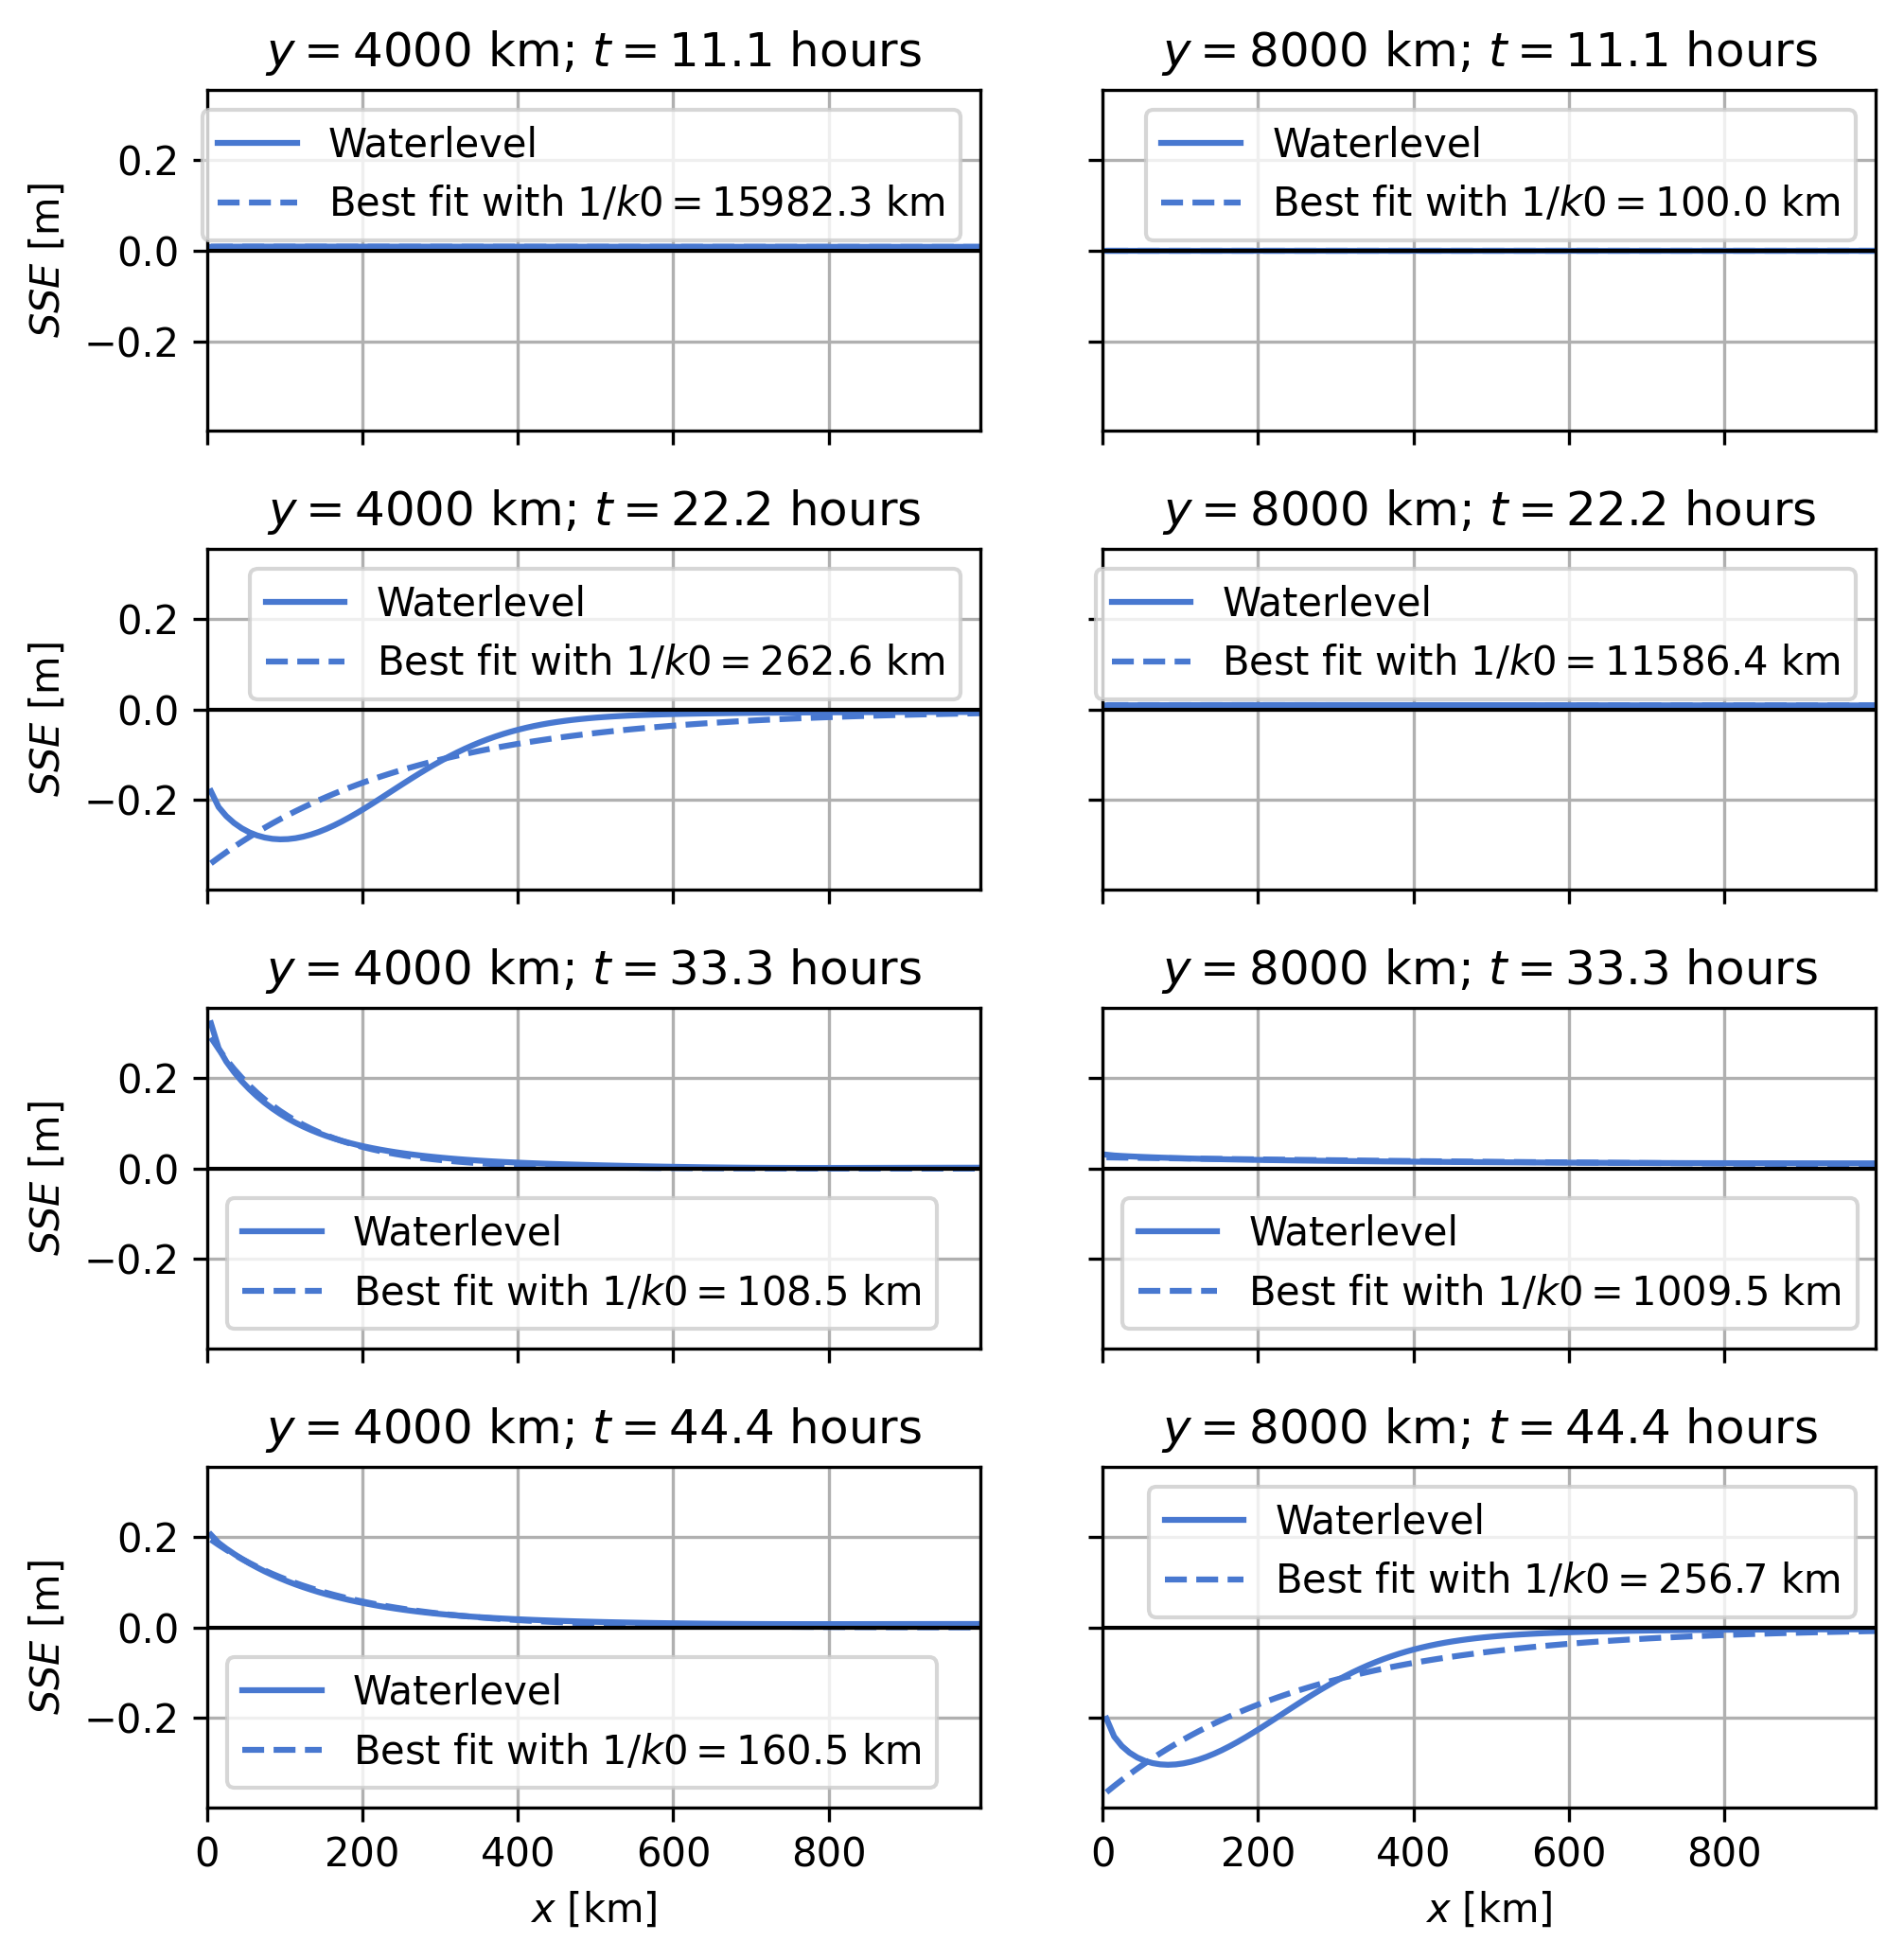 y = 4000 km; t = 11.1 hours
Waterlevel
Best fit with 1/k0 = 15982.3 km
0.2
0.0
−0.2
SSE [m]
y = 8000 km; t = 11.1 hours
Waterlevel
Best fit with 1/k0 = 100.0 km
y = 4000 km; t = 22.2 hours
Waterlevel
Best fit with 1/k0 = 262.6 km
0.2
0.0
−0.2
SSE [m]
y = 8000 km; t = 22.2 hours
Waterlevel
Best fit with 1/k0 = 11586.4 km
y = 4000 km; t = 33.3 hours
0.2
0.0
−0.2
SSE [m]
Waterlevel
Best fit with 1/k0 = 108.5 km
y = 8000 km; t = 33.3 hours
Waterlevel
Best fit with 1/k0 = 1009.5 km
y = 4000 km; t = 44.4 hours
0.2
0.0
−0.2
SSE [m]
Waterlevel
Best fit with 1/k0 = 160.5 km
0 200 400 600 800
x [km]
y = 8000 km; t = 44.4 hours
Waterlevel
Best fit with 1/k0 = 256.7 km
0 200 400 600 800
x [km]